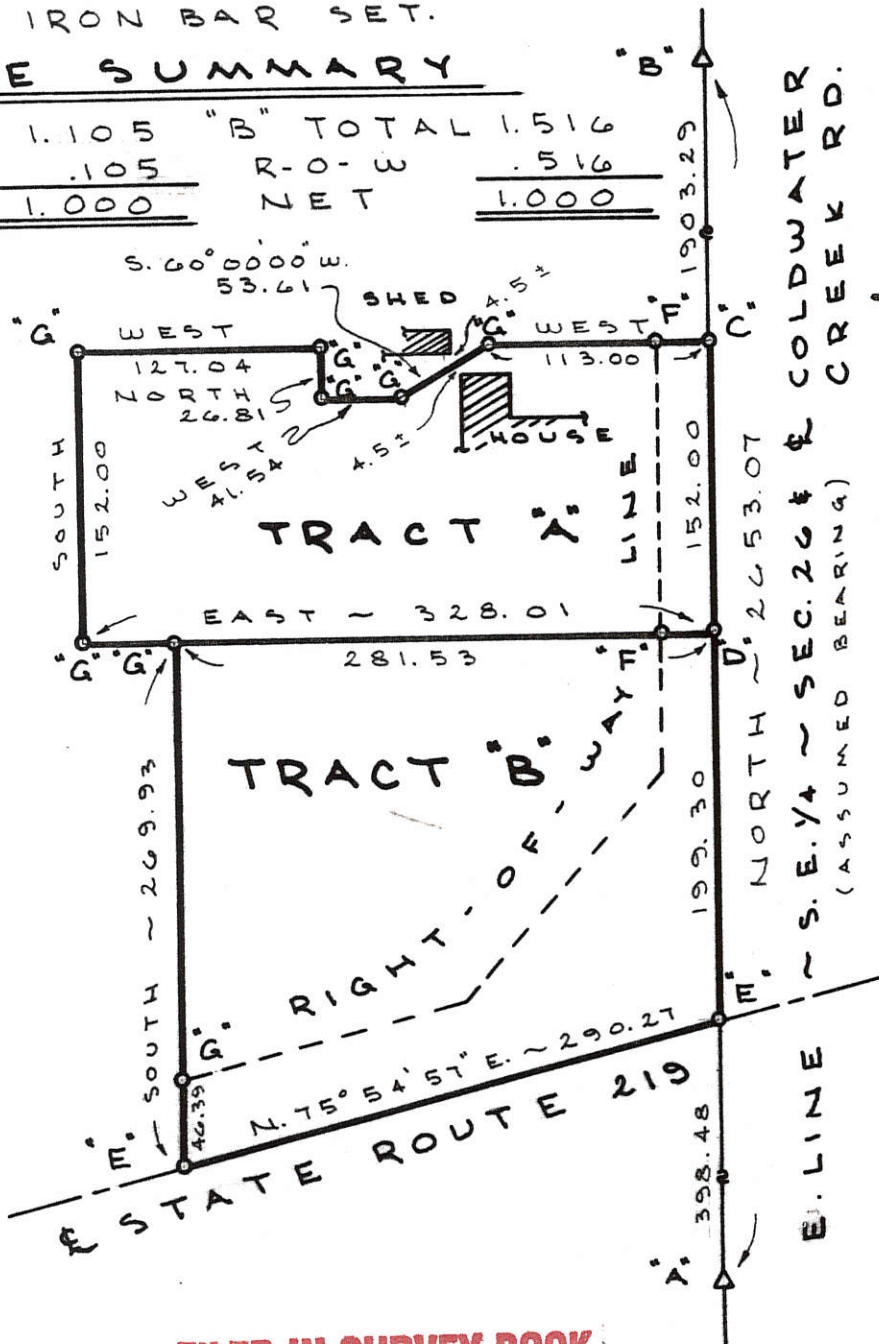 IRON BAR SET.
E SUMMARY
1.105 "B" TOTAL 1.516
.105 R-O-W .516
1.000 NET 1.000
"B"
1903.29
S. 60°00'00" W.
53.61
SHED
4.5±
"G"
WEST
127.04
"G"
NORTH
26.81
"G"
"G"
"G"
WEST
113.00
"F"
"C"
WEST
41.54
4.5±
HOUSE
SOUTH
152.00
TRACT "A"
LINE
152.00
EAST ~ 328.01
281.53
"G" "G"
"F"
"D"
TRACT "B"
RIGHT-OF-WAY
SOUTH ~ 269.93
199.30
NORTH ~ 2653.07
E. LINE ~ S.E. 1/4 ~ SEC. 26 & ℄ COLDWATER
CREEK RD.
(ASSUMED BEARING)
"G"
46.39
"E"
N. 75° 54' 57" E. ~ 290.27
"E"
℄ STATE ROUTE 219
398.48
"A"
FILED IN SURVEY BOOK